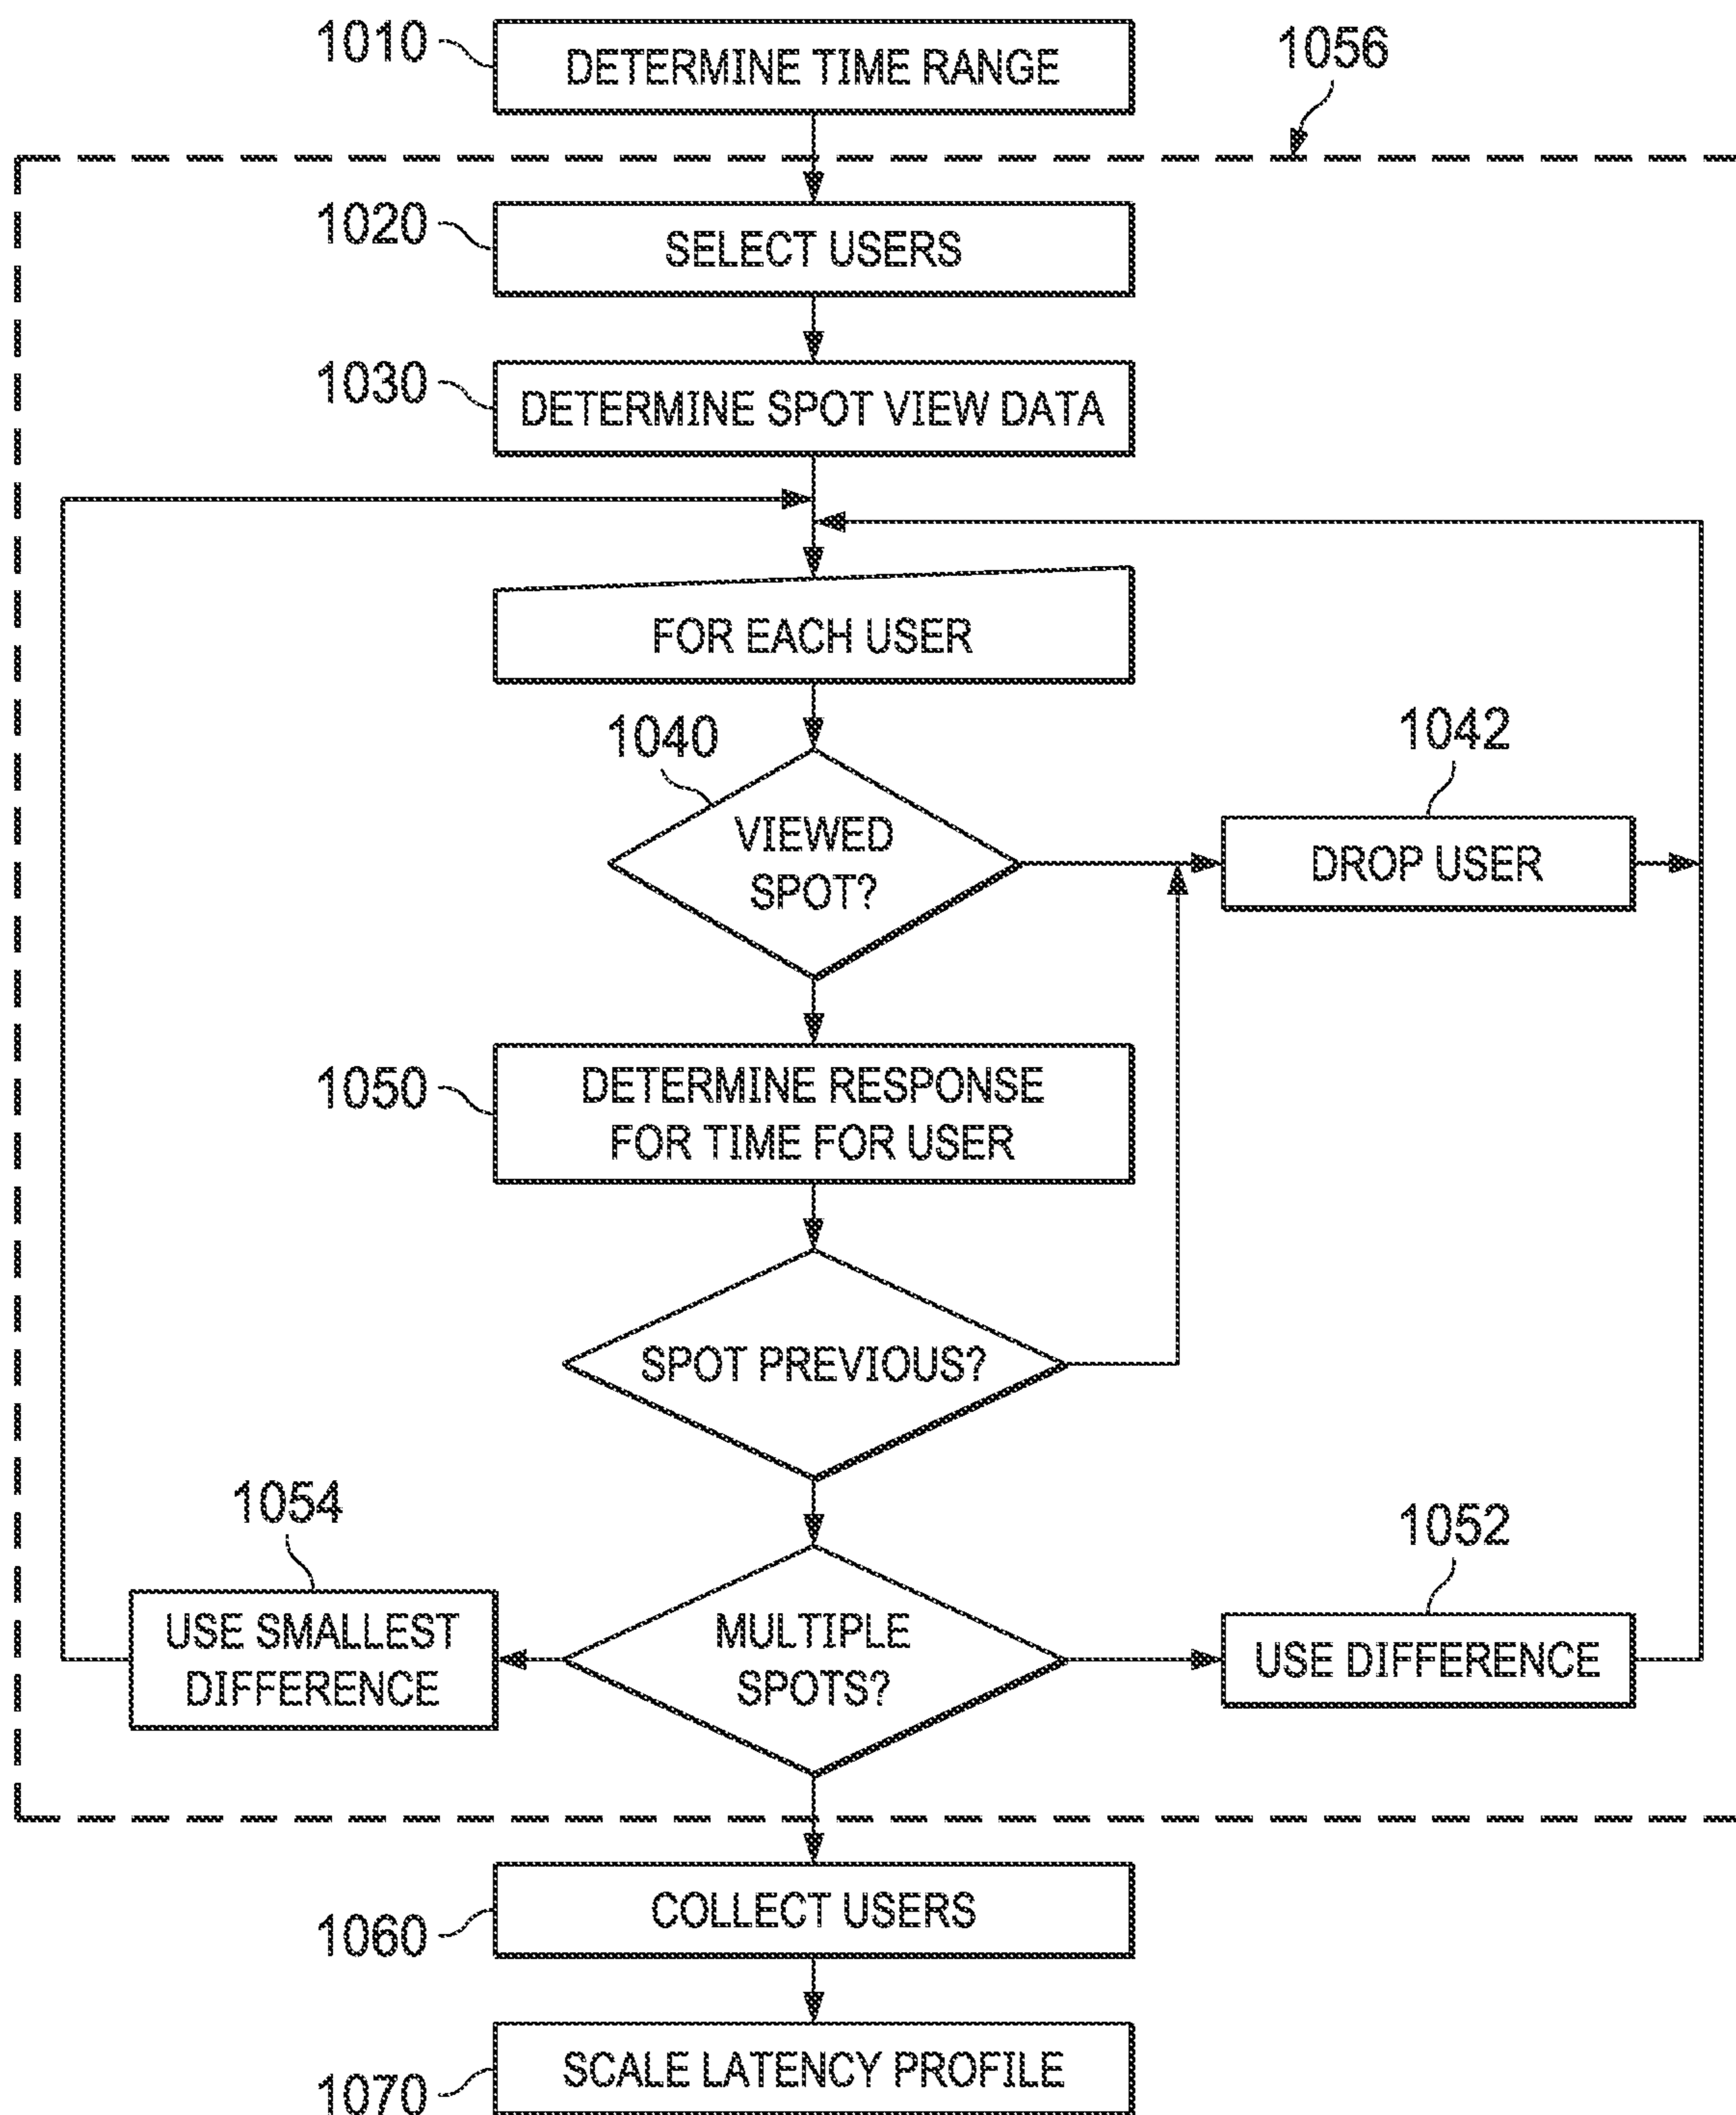 1010
DETERMINE TIME RANGE
1056
1020
SELECT USERS
1030
DETERMINE SPOT VIEW DATA
FOR EACH USER
1040
VIEWED
SPOT?
1042
DROP USER
1050
DETERMINE RESPONSE
FOR TIME FOR USER
SPOT PREVIOUS?
1054
USE SMALLEST
DIFFERENCE
MULTIPLE
SPOTS?
1052
USE DIFFERENCE
1060
COLLECT USERS
1070
SCALE LATENCY PROFILE